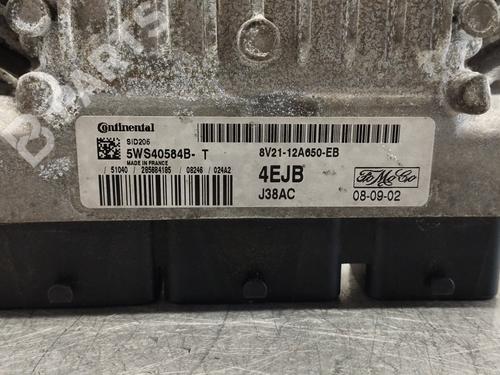 B PARTS
Continental
SID206
5WS40584B- T
8V21-12A650-EB
MADE IN FRANCE
/ 51040 / 285884185 08246 / 024A2
4EJB
J38AC
FoMoCo
08-09-02